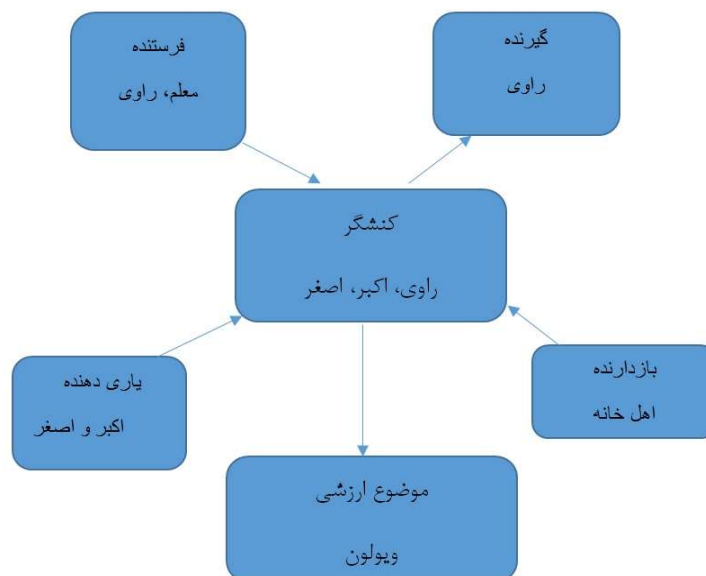 گیرنده
راوی
فرستنده
معلم، راوی
کنشگر
راوی، اکبر، اصغر
بازدارنده
اهل خانه
یاری دهنده
اکبر و اصغر
موضوع ارزشی
ویولون